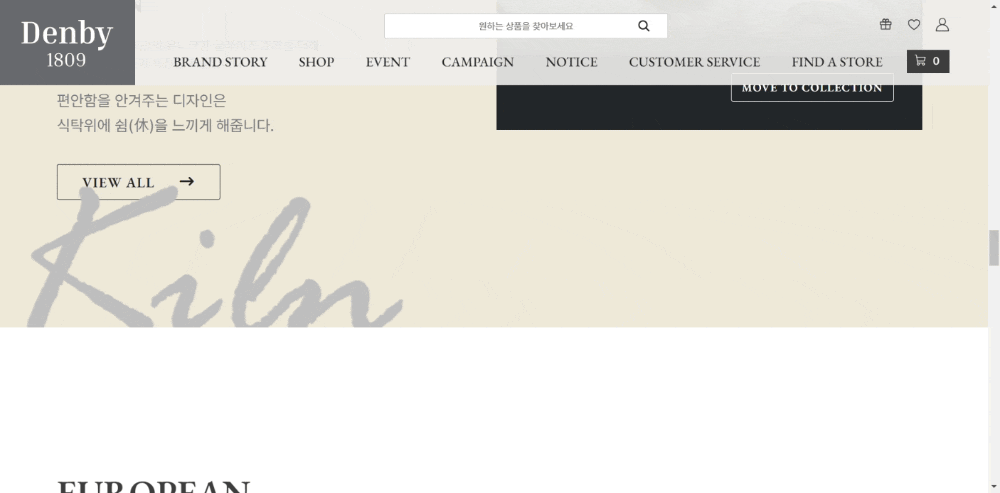 Denby
1809
원하는 상품을 찾아보세요
BRAND STORY SHOP EVENT CAMPAIGN NOTICE CUSTOMER SERVICE FIND A STORE 0
MOVE TO COLLECTION
편안함을 안겨주는 디자인은
식탁위에 쉼(休)을 느끼게 해줍니다.
VIEW ALL →
Kiln
EUROPEAN